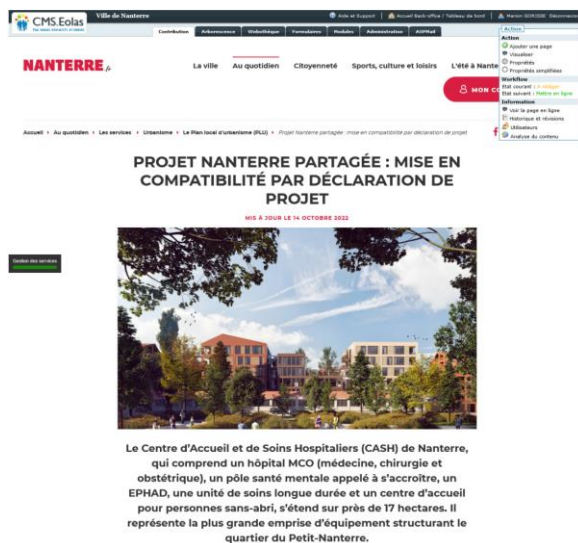 CMS.Eolas
Ville de Nanterre
Aide et Support
Accueil Back-office / Tableau de bord
Contribution
Arborescence
Webothèque
Formulaires
Modules
Administration
Action
Action
Ajouter une page
Visualiser
Propriétés
Propriétés simplifiées
Workflow
Etat courant : A rédiger
Etat suivant : Mettre en ligne
Information
Voir la page en ligne
Historique et révisions
Utilisateurs
Analyse du contenu
NANTERRE.fr
La ville
Au quotidien
Citoyenneté
Sports, culture et loisirs
L'été à Nante
MON CO
Accueil
Au quotidien
Les services
Urbanisme
Le Plan local d'urbanisme (PLU)
Projet Nanterre partagée : mise en compatibilité par déclaration de projet
PROJET NANTERRE PARTAGÉE : MISE EN
COMPATIBILITÉ PAR DÉCLARATION DE
PROJET
MIS À JOUR LE 14 OCTOBRE 2022
Gestion des services
Le Centre d'Accueil et de Soins Hospitaliers (CASH) de Nanterre,
qui comprend un hôpital MCO (médecine, chirurgie et
obstétrique), un pôle santé mentale appelé à s'accroître, un
EPHAD, une unité de soins longue durée et un centre d'accueil
pour personnes sans-abri, s'étend sur près de 17 hectares. Il
représente la plus grande emprise d'équipement structurant le
quartier du Petit-Nanterre.